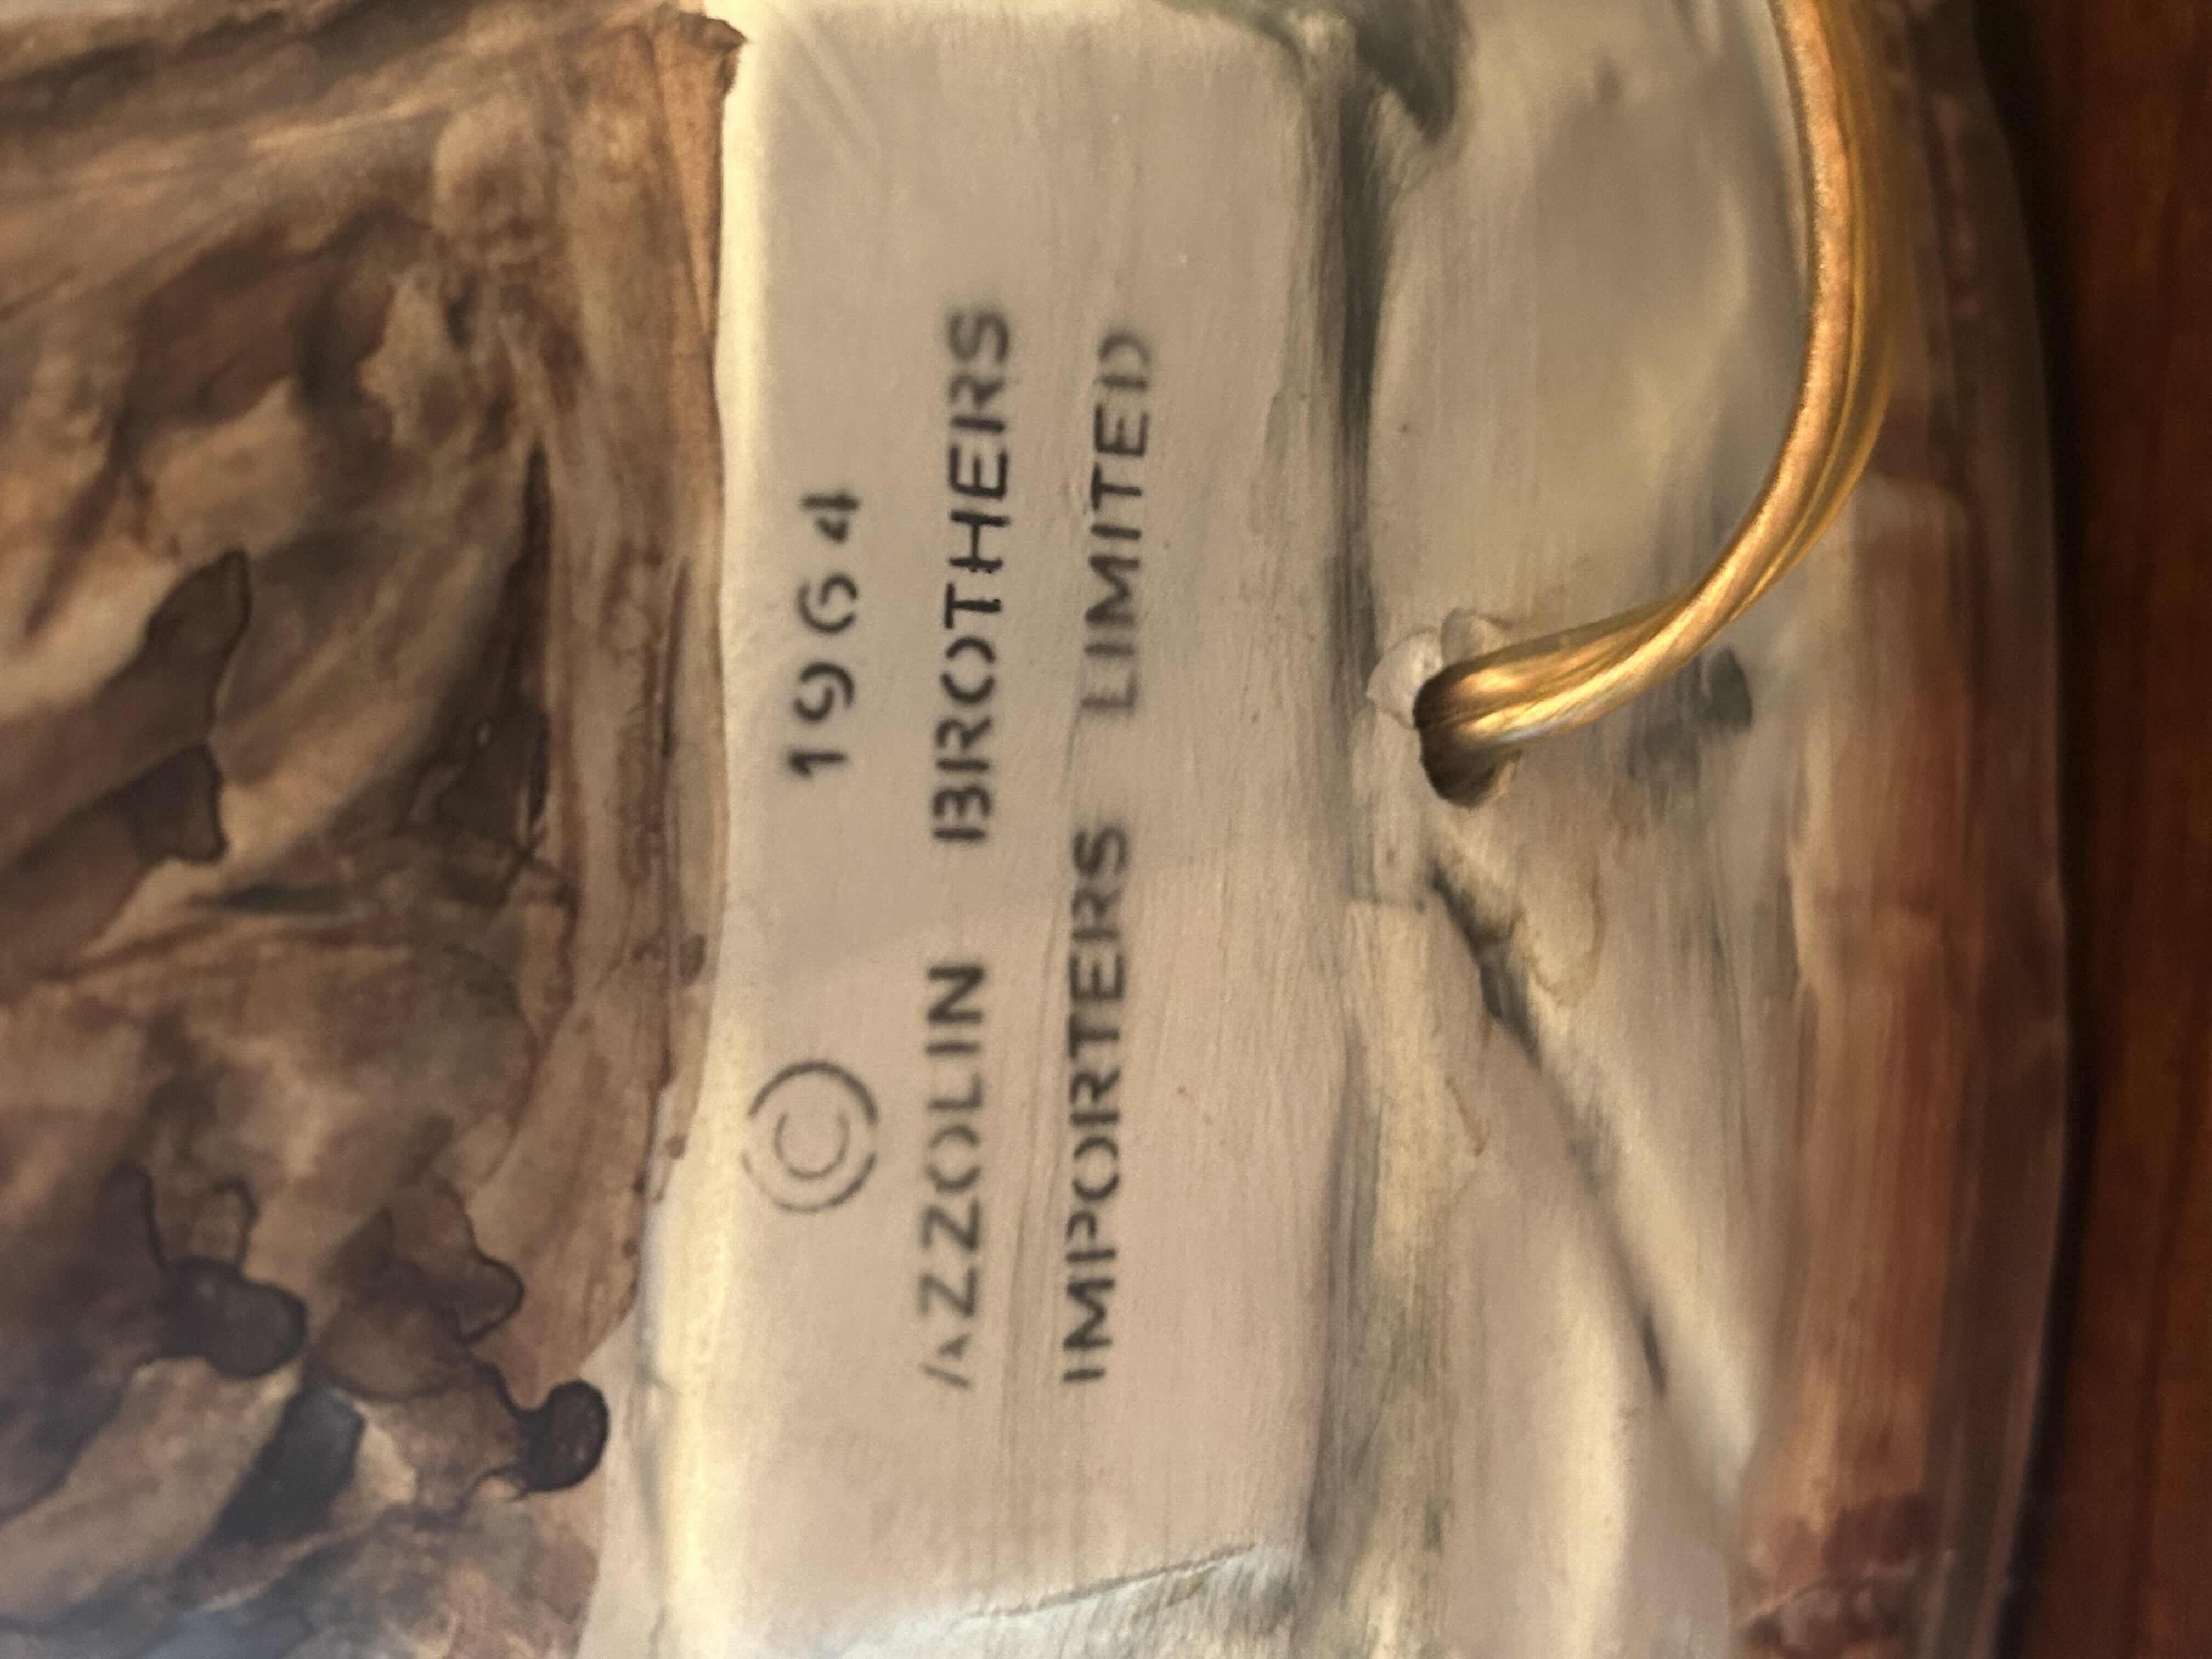 © 1964
AZZOLIN BROTHERS
IMPORTERS LIMITED